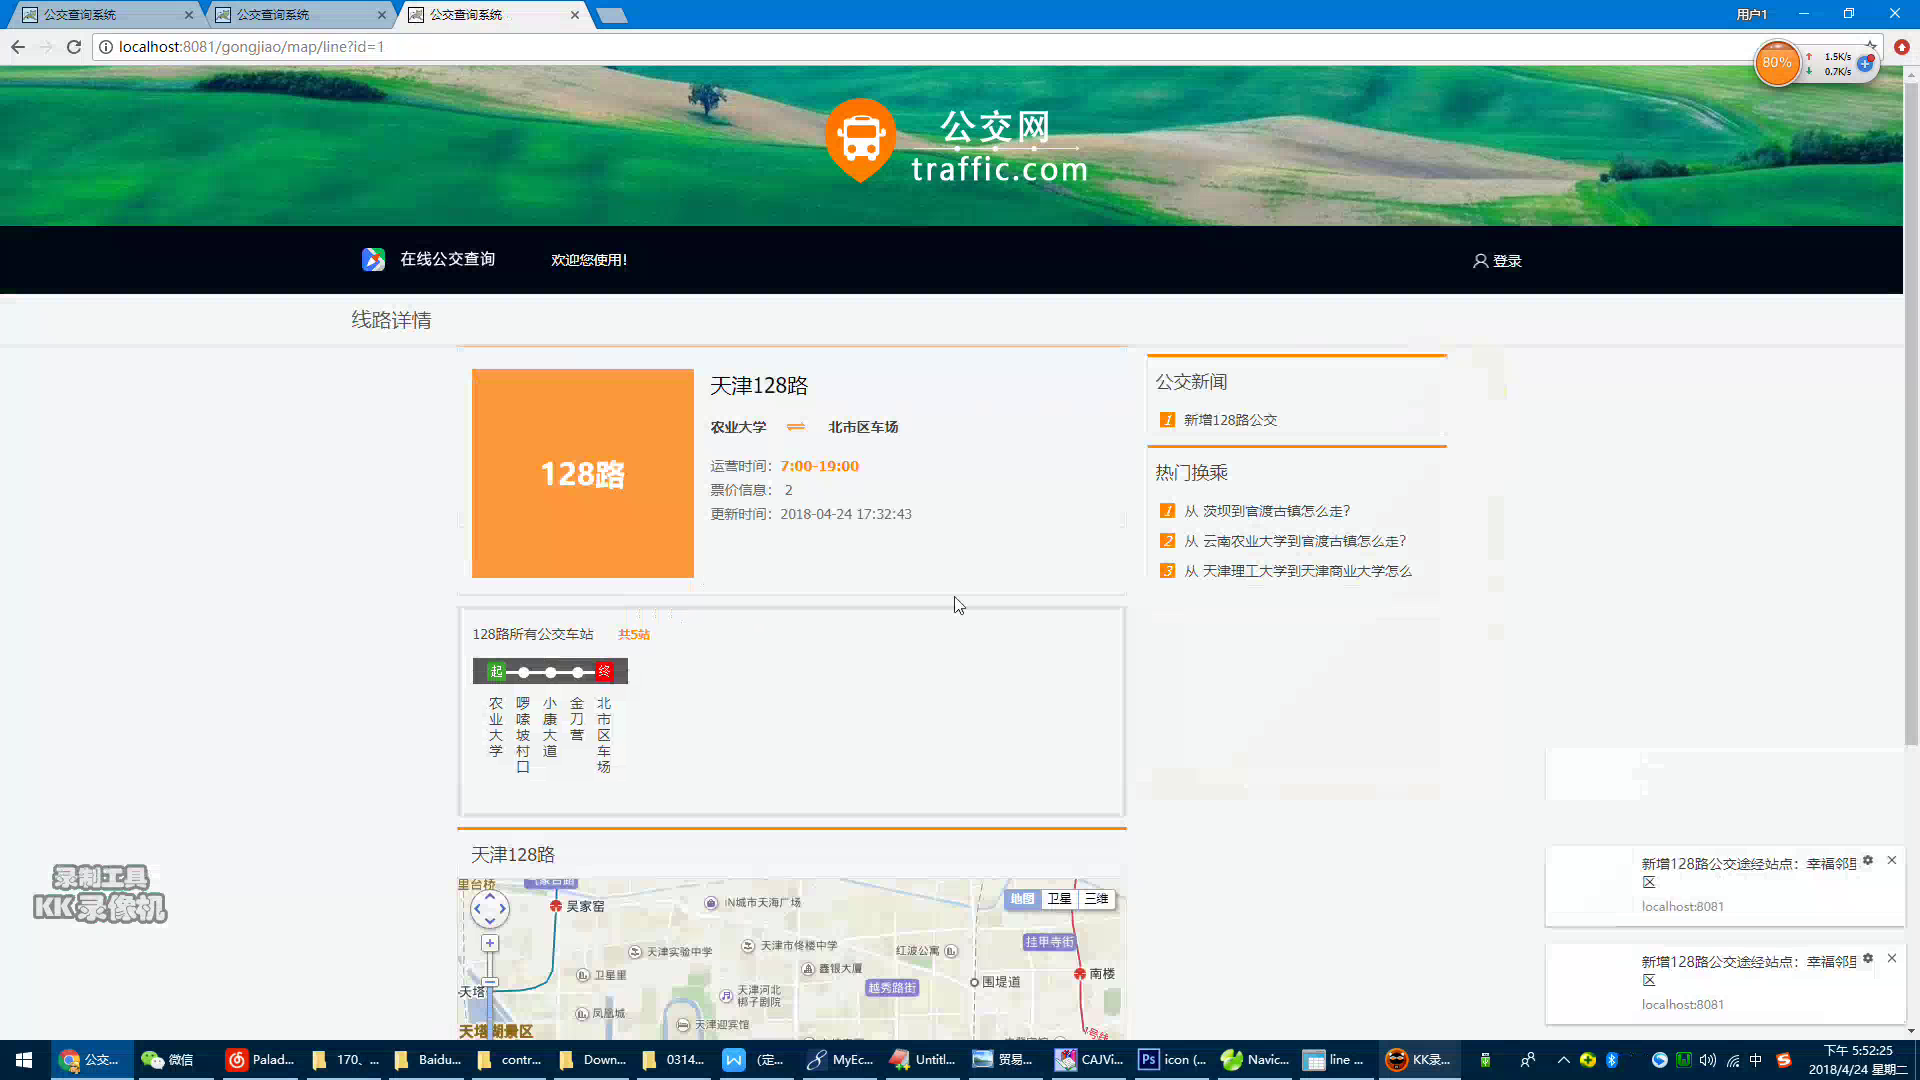 公交查询系统
公交查询系统
公交查询系统
用户1
localhost:8081/gongjiao/map/line?id=1
80%
1.5K/s
0.7K/s
公交网
traffic.com
在线公交查询
欢迎您使用!
登录
线路详情
128路
天津128路
农业大学
北市区车场
运营时间：7:00-19:00
票价信息： 2
更新时间：2018-04-24 17:32:43
公交新闻
1 新增128路公交
热门换乘
1 从 茨坝到官渡古镇怎么走？
2 从 云南农业大学到官渡古镇怎么走？
3 从 天津理工大学到天津商业大学怎么
128路所有公交车站
共5站
起
终
农业大学
啰嗦坡村口
小康大道
金刀营
北市区车场
天津128路
里台桥
吴家窑
IN城市天海广场
地图
卫星
三维
天津实验中学
天津市佟楼中学
红波公寓
挂甲寺街
卫星里
鑫银大厦
南楼
天塔
天津河北
梆子剧院
越秀路街
围堤道
凤凰城
天津迎宾馆
天塔湖景区
1号线
录制工具
KK录像机
新增128路公交途经站点：幸福邻里
区
localhost:8081
新增128路公交途经站点：幸福邻里
区
localhost:8081
公交...
微信
Palad...
170、...
Baidu...
contr...
Down...
0314...
(定...
MyEc...
Untitl...
贸易...
CAJVi...
icon (...
Navic...
line ...
KK录...
中
下午 5:52:25
2018/4/24 星期二